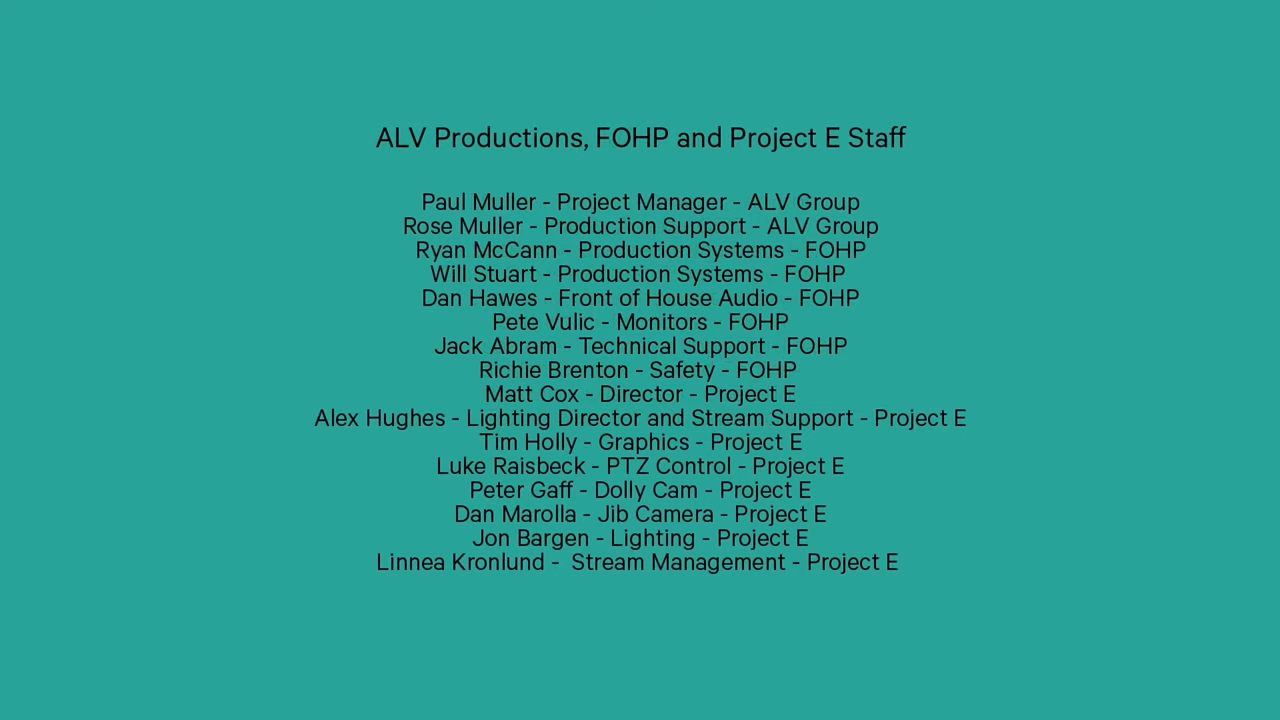 ALV Productions, FOHP and Project E Staff
Paul Muller - Project Manager - ALV Group
Rose Muller - Production Support - ALV Group
Ryan McCann - Production Systems - FOHP
Will Stuart - Production Systems - FOHP
Dan Hawes - Front of House Audio - FOHP
Pete Vulic - Monitors - FOHP
Jack Abram - Technical Support - FOHP
Richie Brenton - Safety - FOHP
Matt Cox - Director - Project E
Alex Hughes - Lighting Director and Stream Support - Project E
Tim Holly - Graphics - Project E
Luke Raisbeck - PTZ Control - Project E
Peter Gaff - Dolly Cam - Project E
Dan Marolla - Jib Camera - Project E
Jon Bargen - Lighting - Project E
Linnea Kronlund -  Stream Management - Project E